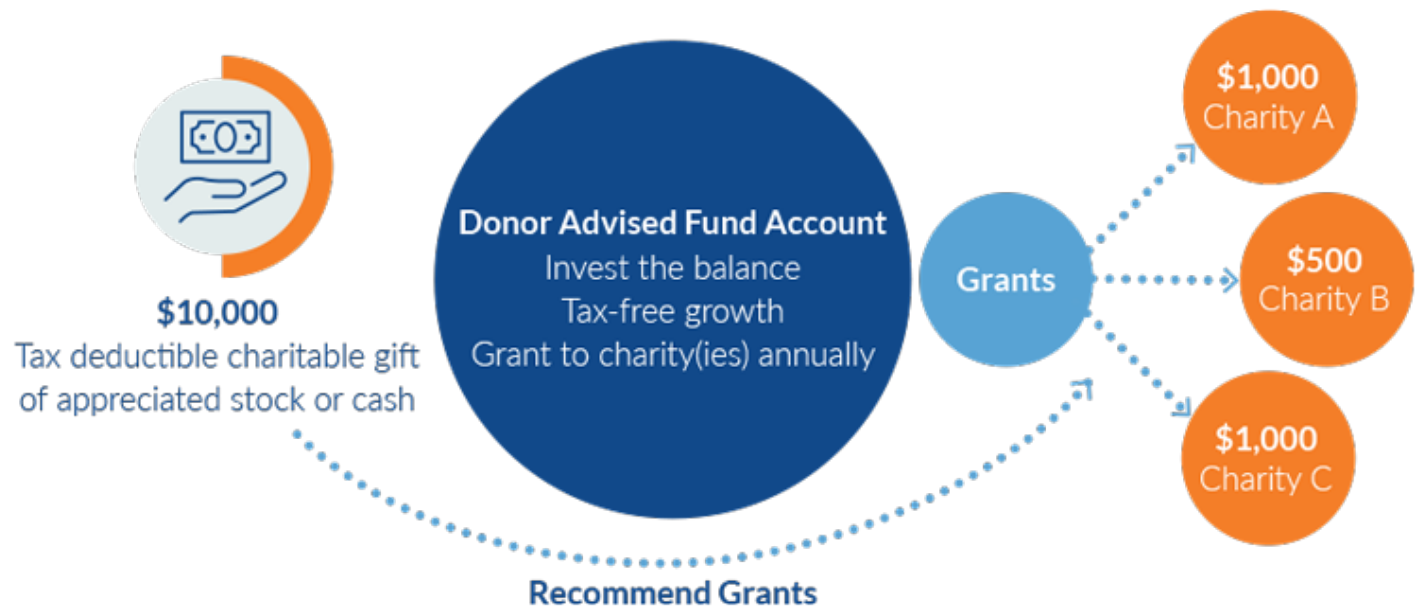 $10,000
Tax deductible charitable gift
of appreciated stock or cash
Donor Advised Fund Account
Invest the balance
Tax-free growth
Grant to charity(ies) annually
Recommend Grants
Grants
$1,000
Charity A
$500
Charity B
$1,000
Charity C